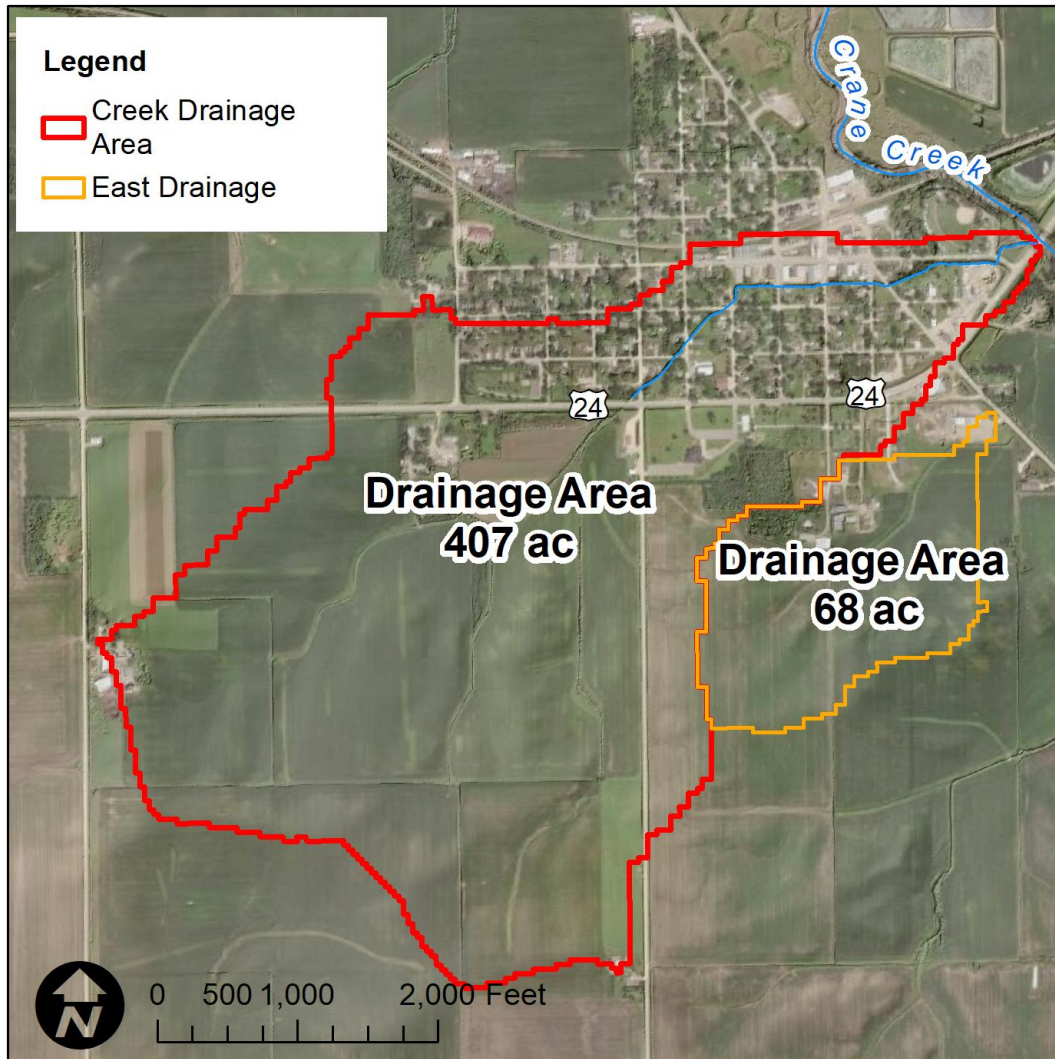 Legend
Creek Drainage
Area
East Drainage
Crane Creek
24
24
Drainage Area
407 ac
Drainage Area
68 ac
N
0 500 1,000 2,000 Feet